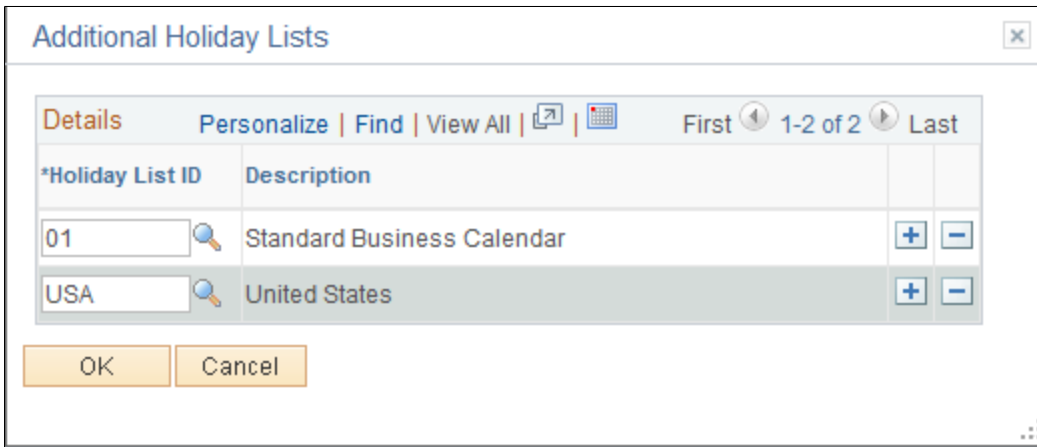 Additional Holiday Lists
Details Personalize | Find | View All | | First 1-2 of 2 Last
*Holiday List ID Description
01 Standard Business Calendar
USA United States
OK Cancel